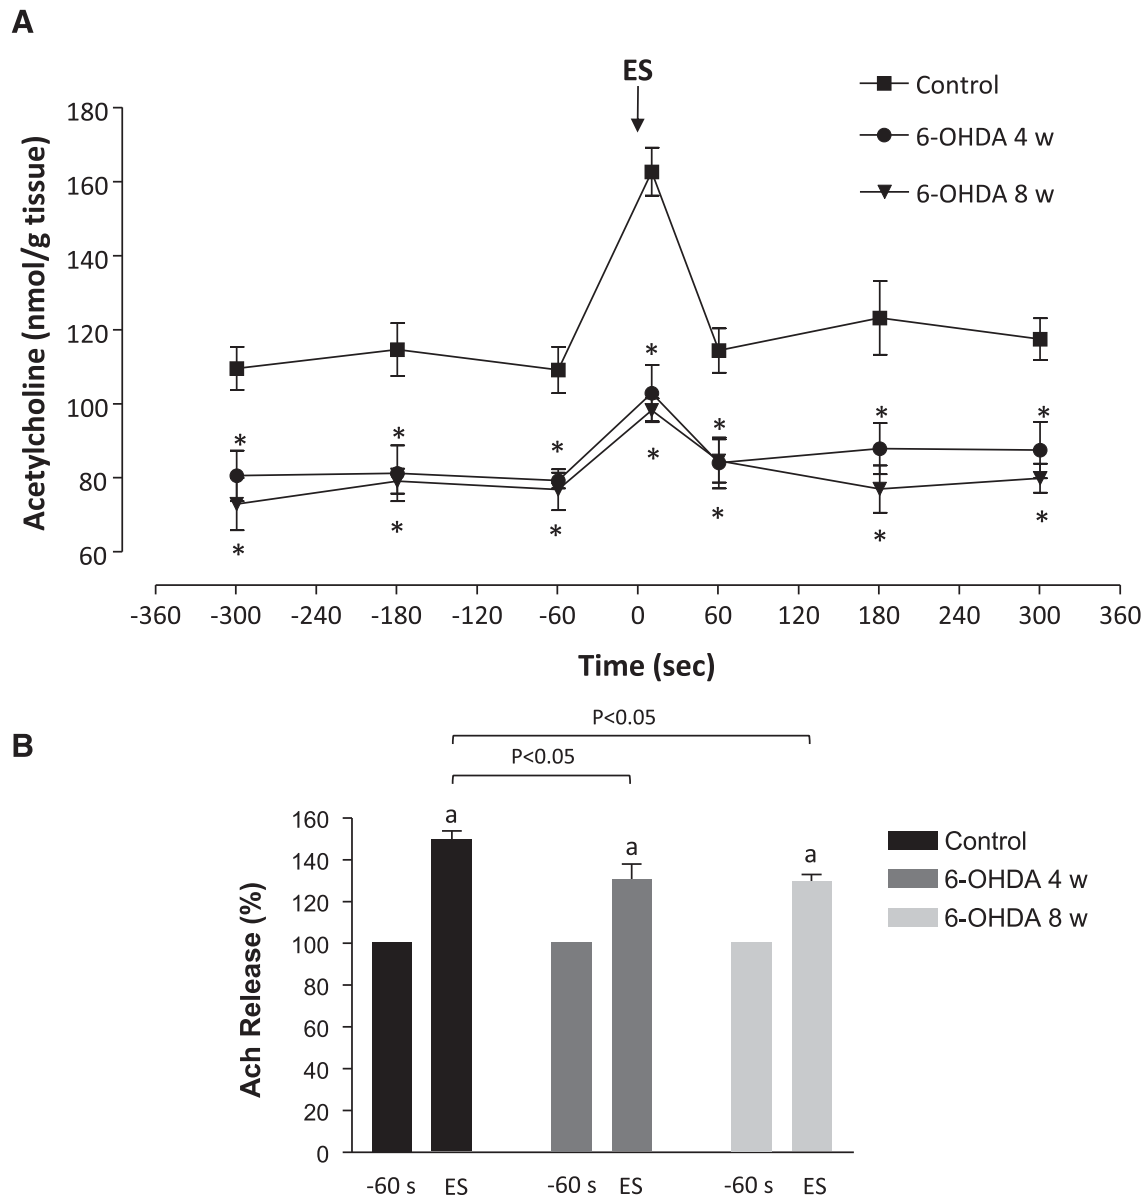 A
ES
Control
6-OHDA 4 w
6-OHDA 8 w
Acetylcholine (nmol/g tissue)
180
160
140
120
100
80
60
* * * * * * *
* * * * * * *
-360 -300 -240 -180 -120 -60 0 60 120 180 240 300 360
Time (sec)
B
P<0.05
P<0.05
a a a
Control
6-OHDA 4 w
6-OHDA 8 w
Ach Release (%)
160
140
120
100
80
60
40
20
0
-60 s ES -60 s ES -60 s ES